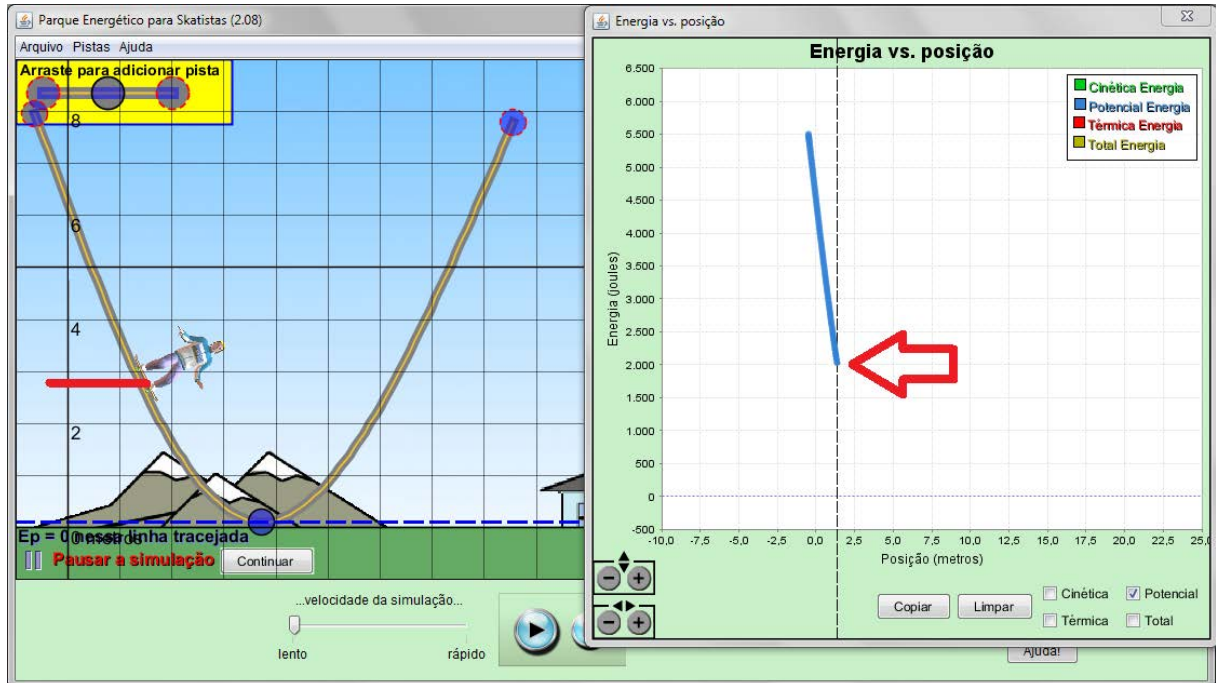 Parque Energético para Skatistas (2.08)
Arquivo Pistas Ajuda
Arraste para adicionar pista
8
6
4
2
Ep = 0 nessa linha tracejada
0 metros
Pausar a simulação
Continuar
...velocidade da simulação...
lento rápido
Energia vs. posição
Energia vs. posição
6.500
6.000
5.500
5.000
4.500
4.000
3.500
3.000
2.500
2.000
1.500
1.000
500
0
-500
Energia (joules)
-10,0 -7,5 -5,0 -2,5 0,0 2,5 5,0 7,5 10,0 12,5 15,0 17,5 20,0 22,5 25,0
Posição (metros)
Cinética Energia
Potencial Energia
Térmica Energia
Total Energia
Copiar Limpar
Cinética Potencial
Térmica Total
Ajuda!